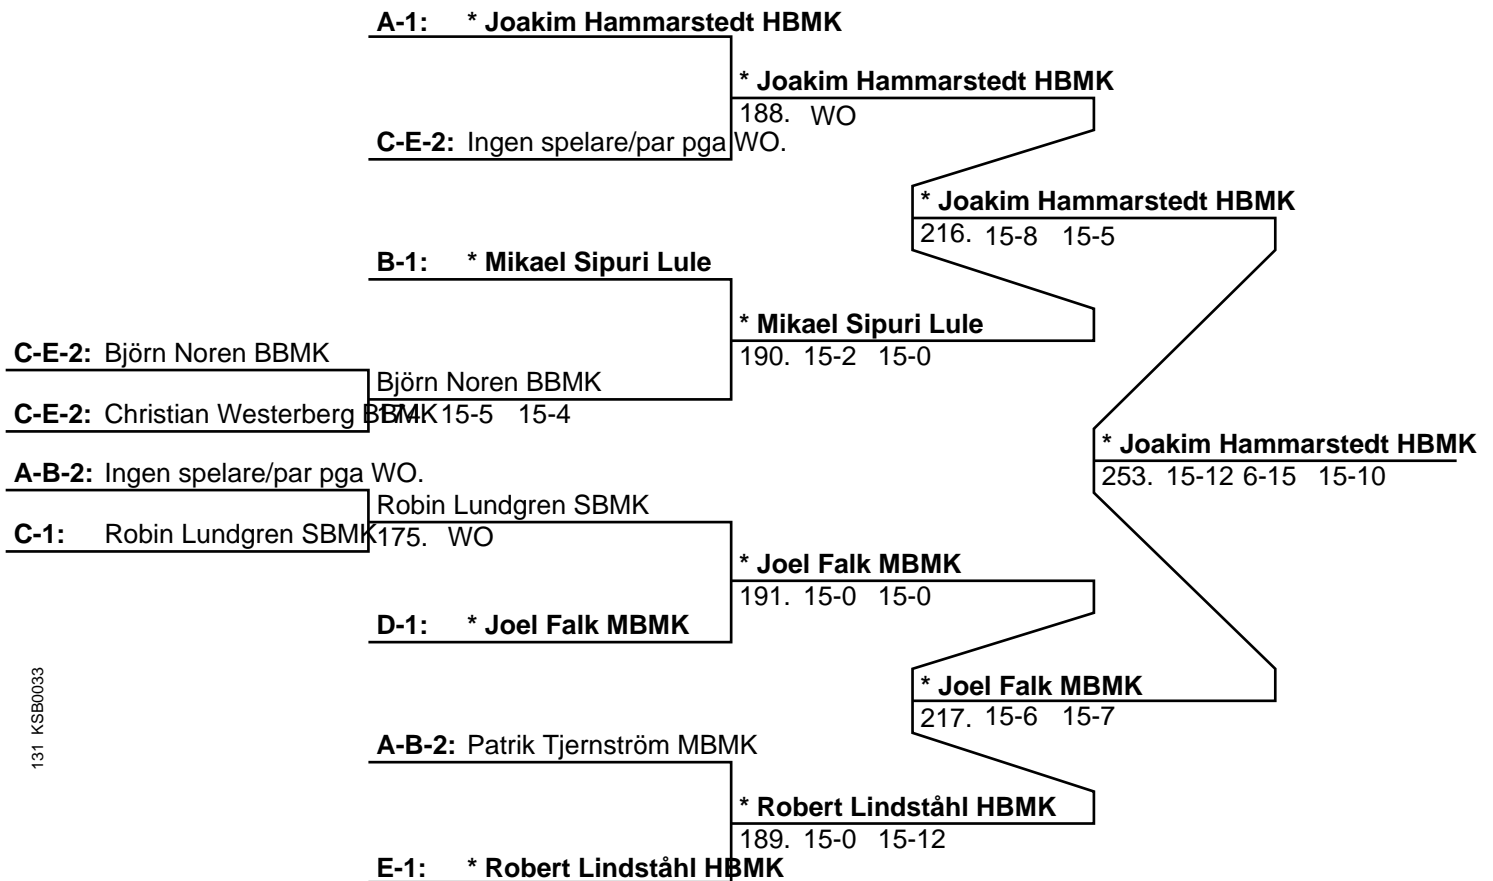 A-1: * Joakim Hammarstedt HBMK
* Joakim Hammarstedt HBMK
188. WO
C-E-2: Ingen spelare/par pga WO.
* Joakim Hammarstedt HBMK
216. 15-8 15-5
B-1: * Mikael Sipuri Lule
* Mikael Sipuri Lule
190. 15-2 15-0
C-E-2: Björn Noren BBMK
Björn Noren BBMK
C-E-2: Christian Westerberg BBMK
174. 15-5 15-4
* Joakim Hammarstedt HBMK
253. 15-12 6-15 15-10
A-B-2: Ingen spelare/par pga WO.
Robin Lundgren SBMK
C-1: Robin Lundgren SBMK
175. WO
* Joel Falk MBMK
191. 15-0 15-0
D-1: * Joel Falk MBMK
* Joel Falk MBMK
217. 15-6 15-7
131 KSB0033
A-B-2: Patrik Tjernström MBMK
* Robert Lindståhl HBMK
189. 15-0 15-12
E-1: * Robert Lindståhl HBMK